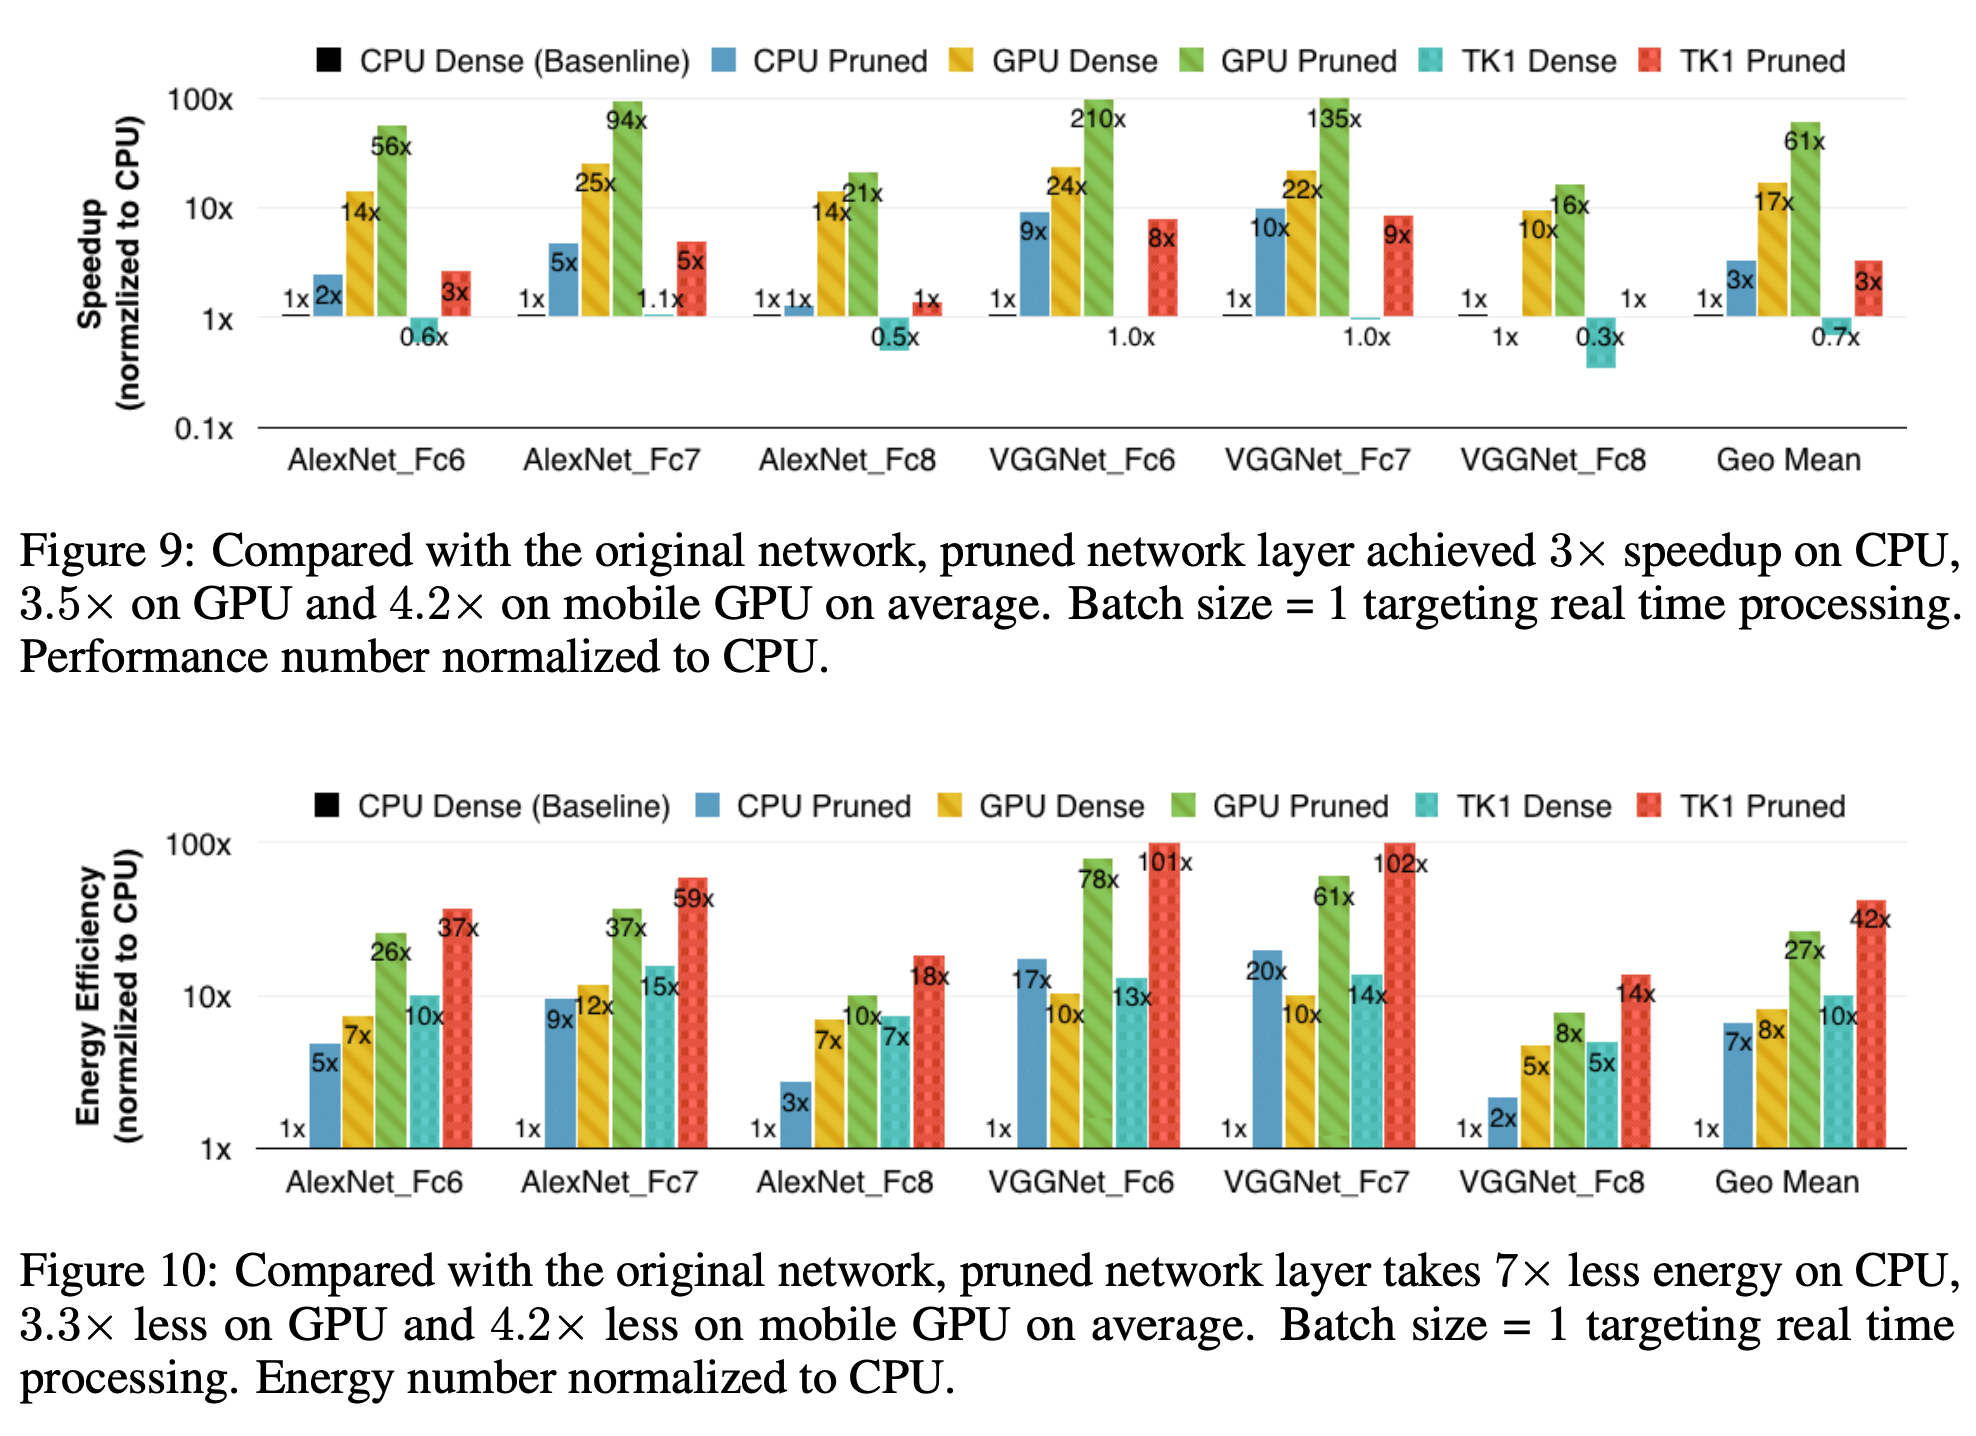 CPU Dense (Basenline) CPU Pruned GPU Dense GPU Pruned TK1 Dense TK1 Pruned
Speedup
(normzlized to CPU)
100x
10x
1x
0.1x
1x 2x 14x 56x 0.6x 3x
1x 5x 25x 94x 1.1x 5x
1x 1x 14x 21x 0.5x 1x
1x 9x 24x 210x 1.0x 8x
1x 10x 22x 135x 1.0x 9x
1x 1x 10x 16x 0.3x 1x
1x 3x 17x 61x 0.7x 3x
AlexNet_Fc6 AlexNet_Fc7 AlexNet_Fc8 VGGNet_Fc6 VGGNet_Fc7 VGGNet_Fc8 Geo Mean
Figure 9: Compared with the original network, pruned network layer achieved 3× speedup on CPU,
3.5× on GPU and 4.2× on mobile GPU on average. Batch size = 1 targeting real time processing.
Performance number normalized to CPU.
CPU Dense (Baseline) CPU Pruned GPU Dense GPU Pruned TK1 Dense TK1 Pruned
Energy Efficiency
(normzlized to CPU)
100x
10x
1x
1x 5x 7x 26x 10x 37x
1x 9x 12x 37x 15x 59x
1x 3x 7x 10x 7x 18x
1x 17x 10x 78x 13x 101x
1x 20x 10x 61x 14x 102x
1x 2x 5x 8x 5x 14x
1x 7x 8x 27x 10x 42x
AlexNet_Fc6 AlexNet_Fc7 AlexNet_Fc8 VGGNet_Fc6 VGGNet_Fc7 VGGNet_Fc8 Geo Mean
Figure 10: Compared with the original network, pruned network layer takes 7× less energy on CPU,
3.3× less on GPU and 4.2× less on mobile GPU on average. Batch size = 1 targeting real time
processing. Energy number normalized to CPU.